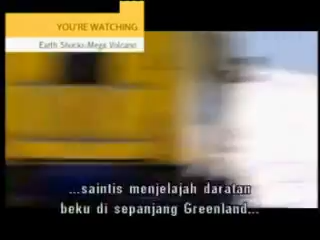 YOU'RE WATCHING
Earth Shocks:Mega Volcano
...saintis menjelajah daratan
beku di sepanjang Greenland...